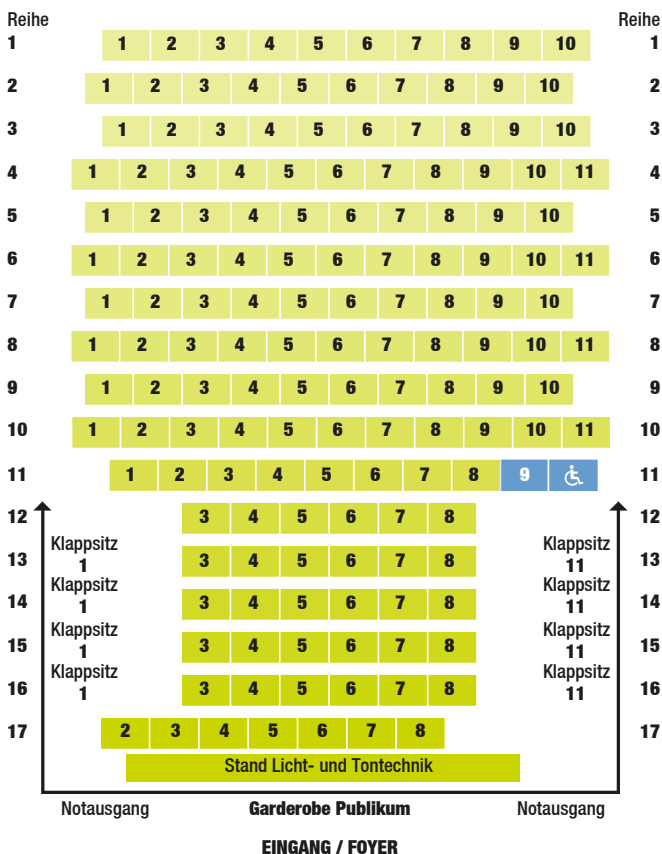 Reihe Reihe
1 1 2 3 4 5 6 7 8 9 10 1
2 1 2 3 4 5 6 7 8 9 10 2
3 1 2 3 4 5 6 7 8 9 10 3
4 1 2 3 4 5 6 7 8 9 10 11 4
5 1 2 3 4 5 6 7 8 9 10 5
6 1 2 3 4 5 6 7 8 9 10 11 6
7 1 2 3 4 5 6 7 8 9 10 7
8 1 2 3 4 5 6 7 8 9 10 11 8
9 1 2 3 4 5 6 7 8 9 10 9
10 1 2 3 4 5 6 7 8 9 10 11 10
11 1 2 3 4 5 6 7 8 9 11
12 3 4 5 6 7 8 12
Klappsitz Klappsitz
13 1 3 4 5 6 7 8 11 13
Klappsitz Klappsitz
14 1 3 4 5 6 7 8 11 14
Klappsitz Klappsitz
15 1 3 4 5 6 7 8 11 15
Klappsitz Klappsitz
16 1 3 4 5 6 7 8 11 16
17 2 3 4 5 6 7 8 17
Stand Licht- und Tontechnik
Notausgang Garderobe Publikum Notausgang
EINGANG / FOYER